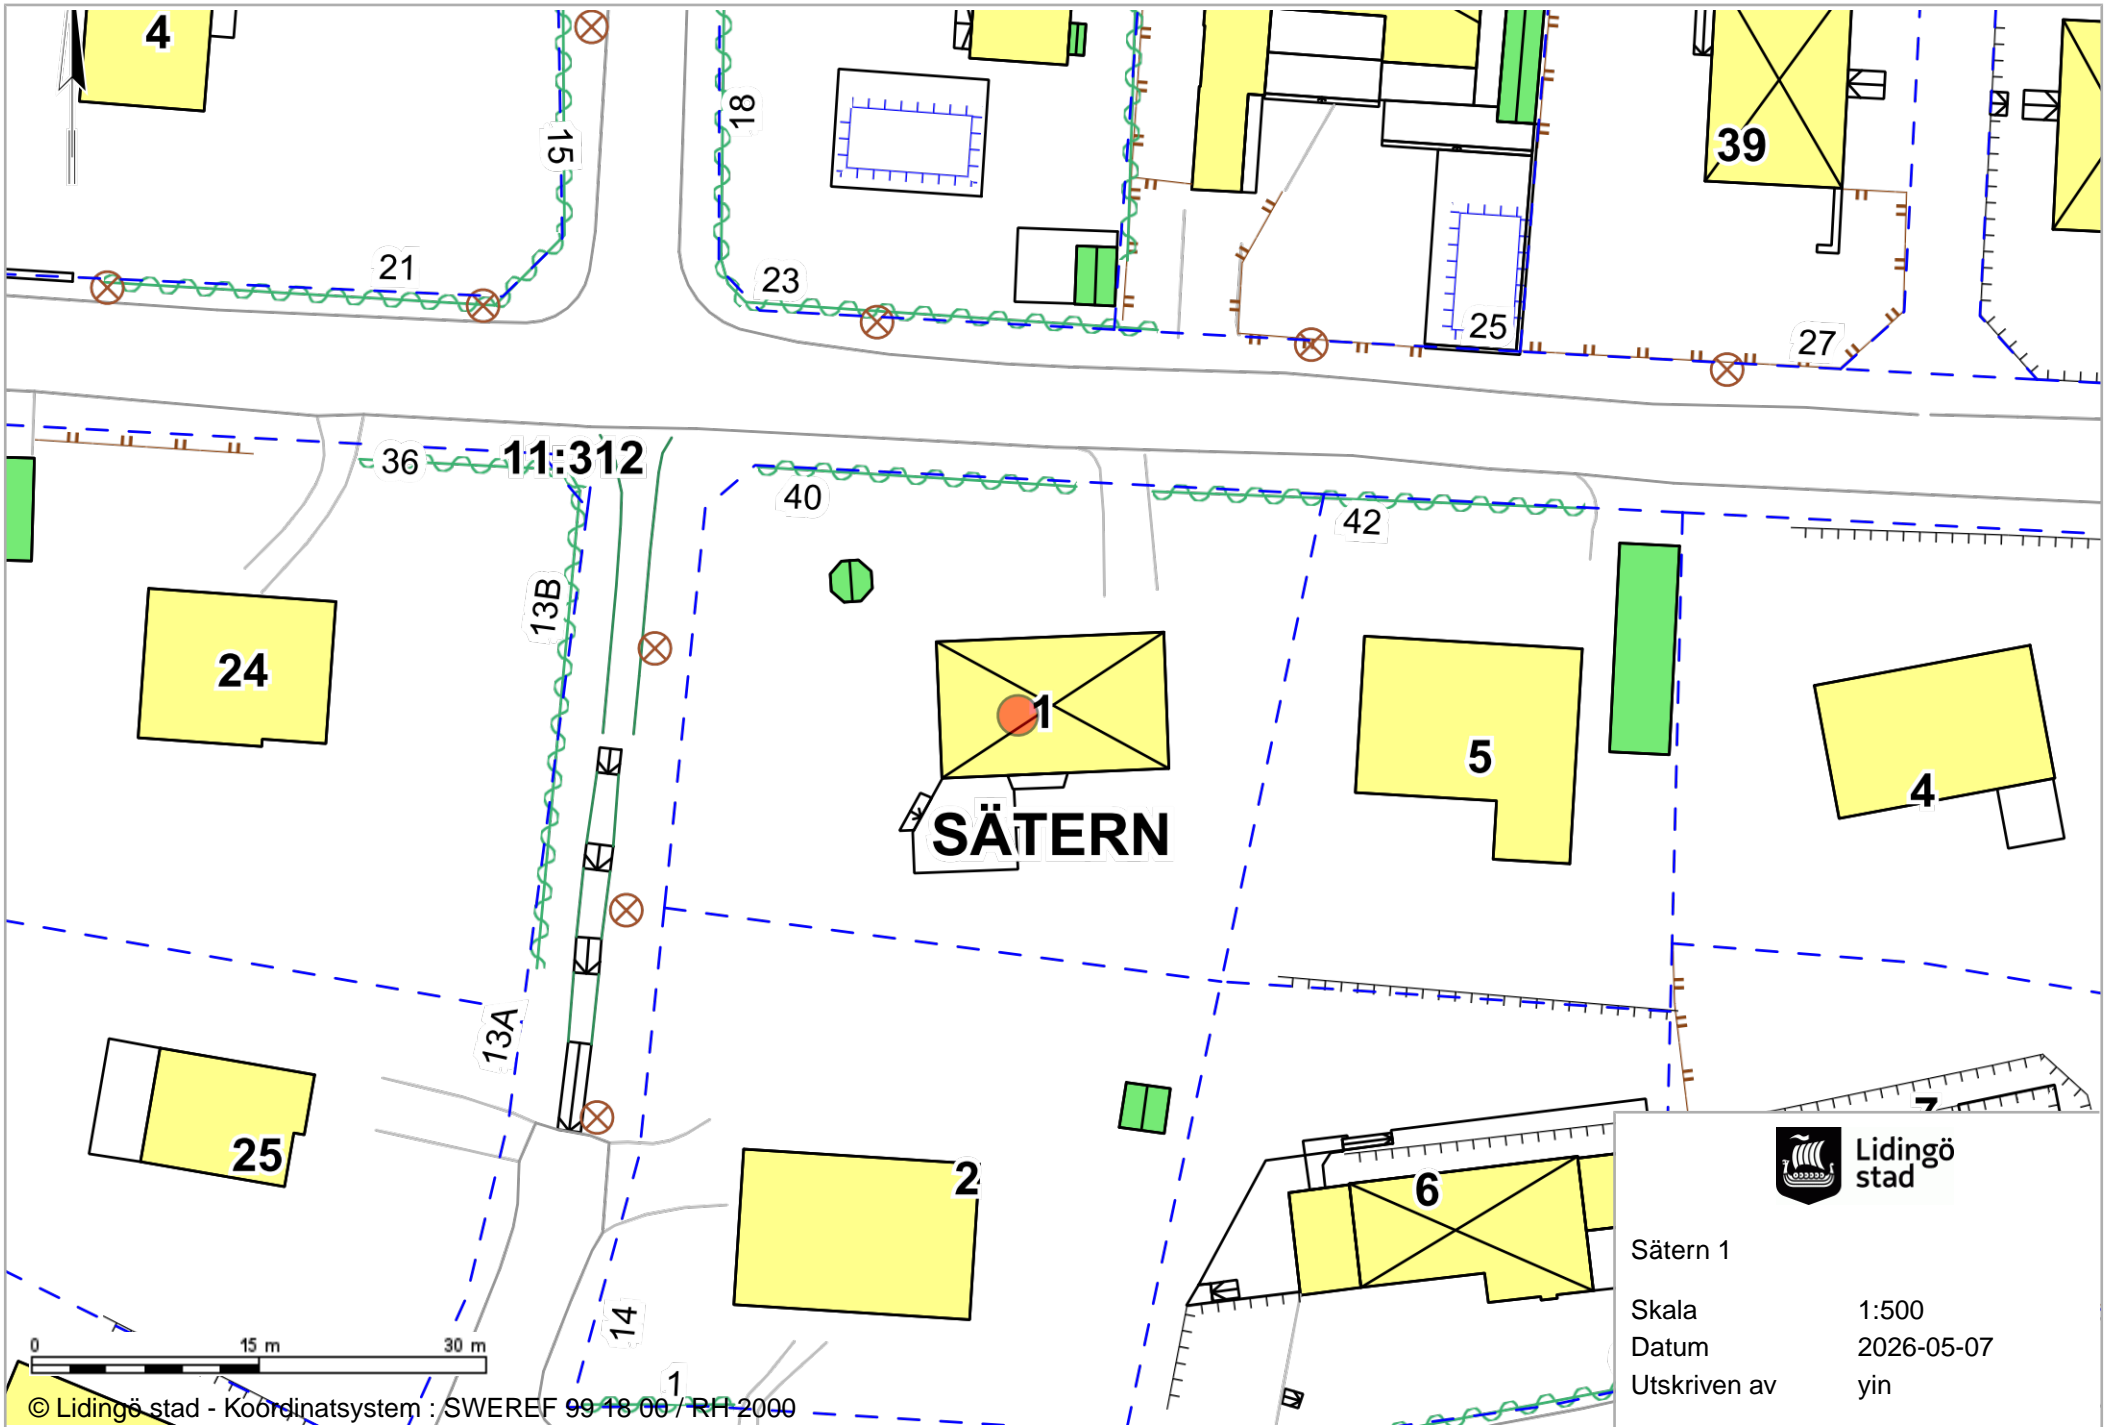 4
15
18
39
21
23
25
27
36
11:312
40
42
13B
24
1
5
4
SÄTERN
13A
25
2
6
7
14
1
0 15 m 30 m
© Lidingö stad - Koordinatsystem : SWEREF 99 18 00 / RH 2000
Lidingö
stad
Sätern 1
Skala 1:500
Datum 2026-05-07
Utskriven av yin